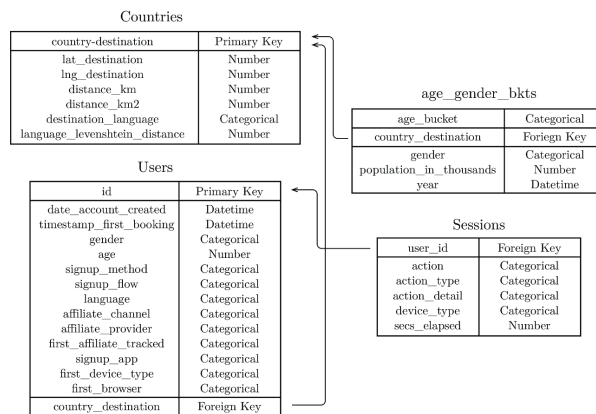 Countries
country-destination Primary Key
lat_destination Number
lng_destination Number
distance_km Number
distance_km2 Number
destination_language Categorical
language_levenshtein_distance Number
age_gender_bkts
age_bucket Categorical
country_destination Foriegn Key
gender Categorical
population_in_thousands Number
year Datetime
Users
id Primary Key
date_account_created Datetime
timestamp_first_booking Datetime
gender Categorical
age Number
signup_method Categorical
signup_flow Categorical
language Categorical
affiliate_channel Categorical
affiliate_provider Categorical
first_affiliate_tracked Categorical
signup_app Categorical
first_device_type Categorical
first_browser Categorical
country_destination Foreign Key
Sessions
user_id Foreign Key
action Categorical
action_type Categorical
action_detail Categorical
device_type Categorical
secs_elapsed Number